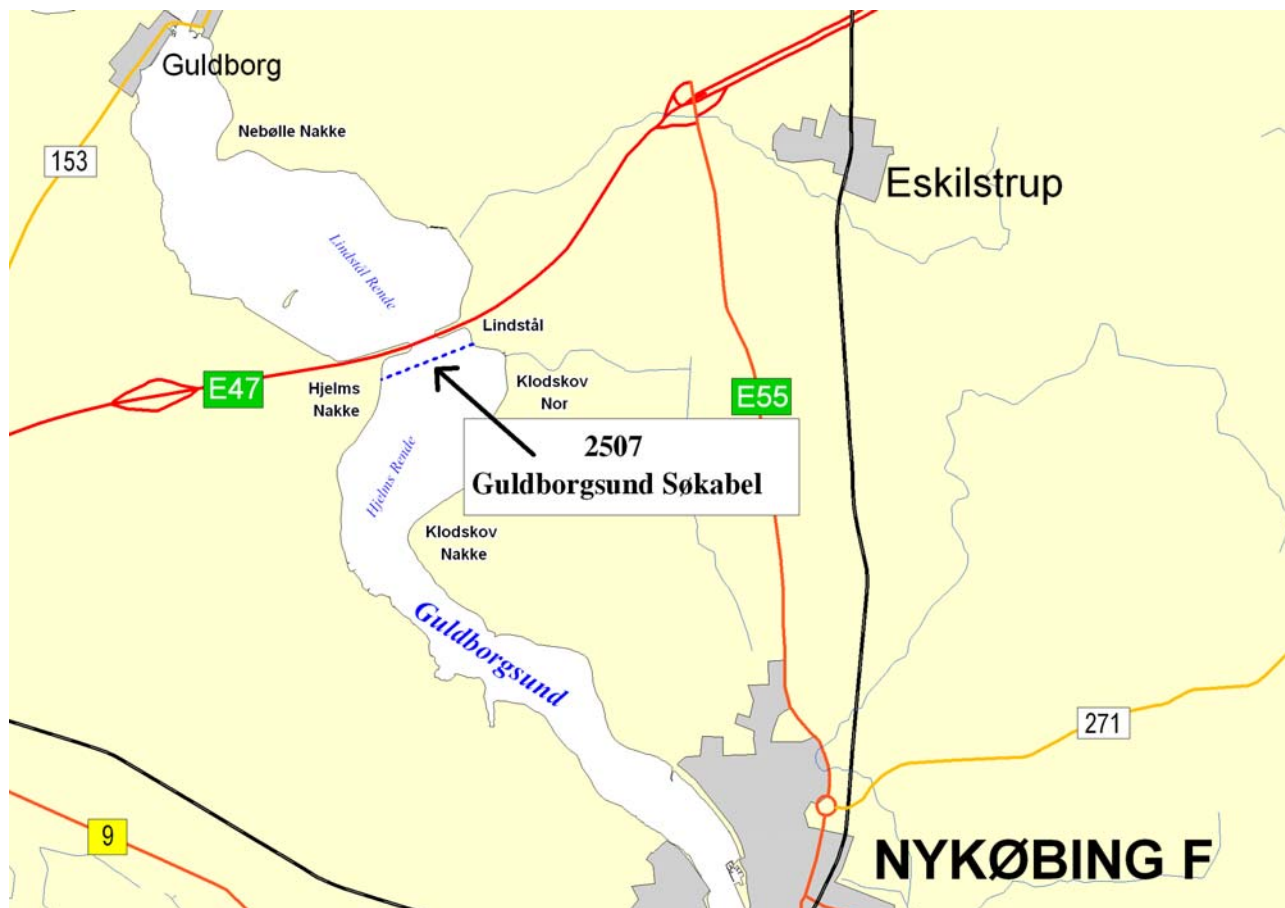 Guldborg
Nebølle Nakke
153
Eskilstrup
Lindstål Rende
Lindstål
E47
Hjelms
Nakke
Klodskov
Nor
E55
2507
Guldborgsund Søkabel
Hjelms Rende
Klodskov
Nakke
Guldborgsund
271
9
NYKØBING F